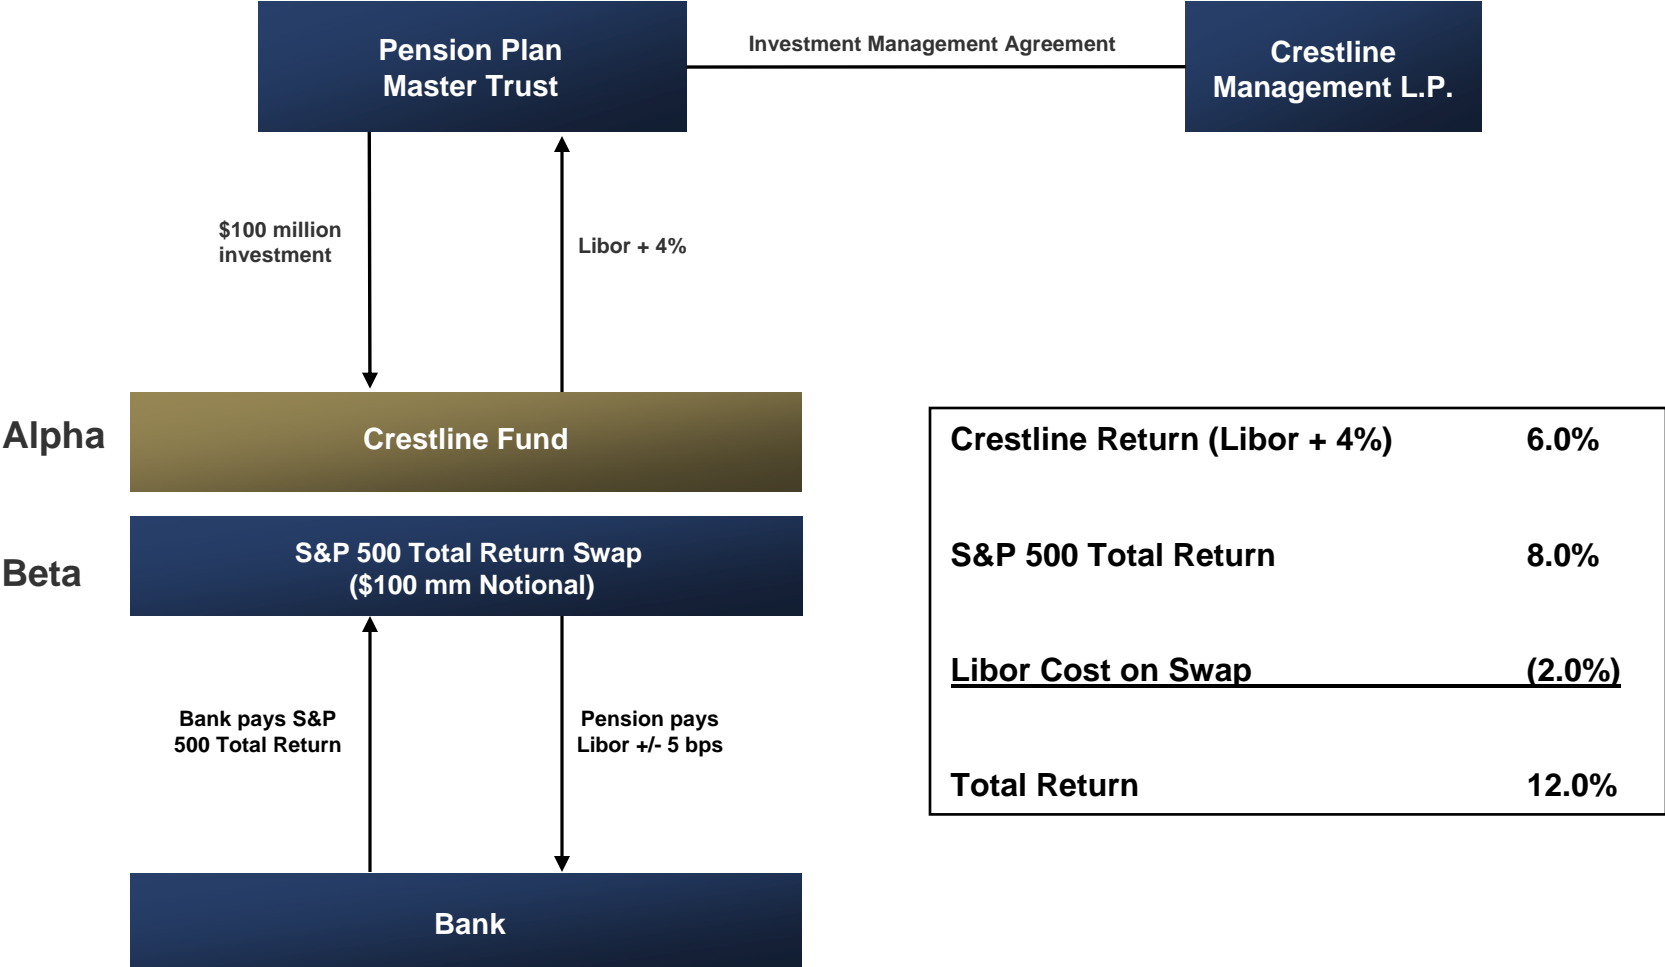 Pension Plan
Master Trust
Investment Management Agreement
Crestline
Management L.P.
$100 million
investment
Libor + 4%
Alpha
Crestline Fund
Beta
S&P 500 Total Return Swap
($100 mm Notional)
Bank pays S&P
500 Total Return
Pension pays
Libor +/- 5 bps
Bank
Crestline Return (Libor + 4%) 6.0%
S&P 500 Total Return 8.0%
Libor Cost on Swap (2.0%)
Total Return 12.0%